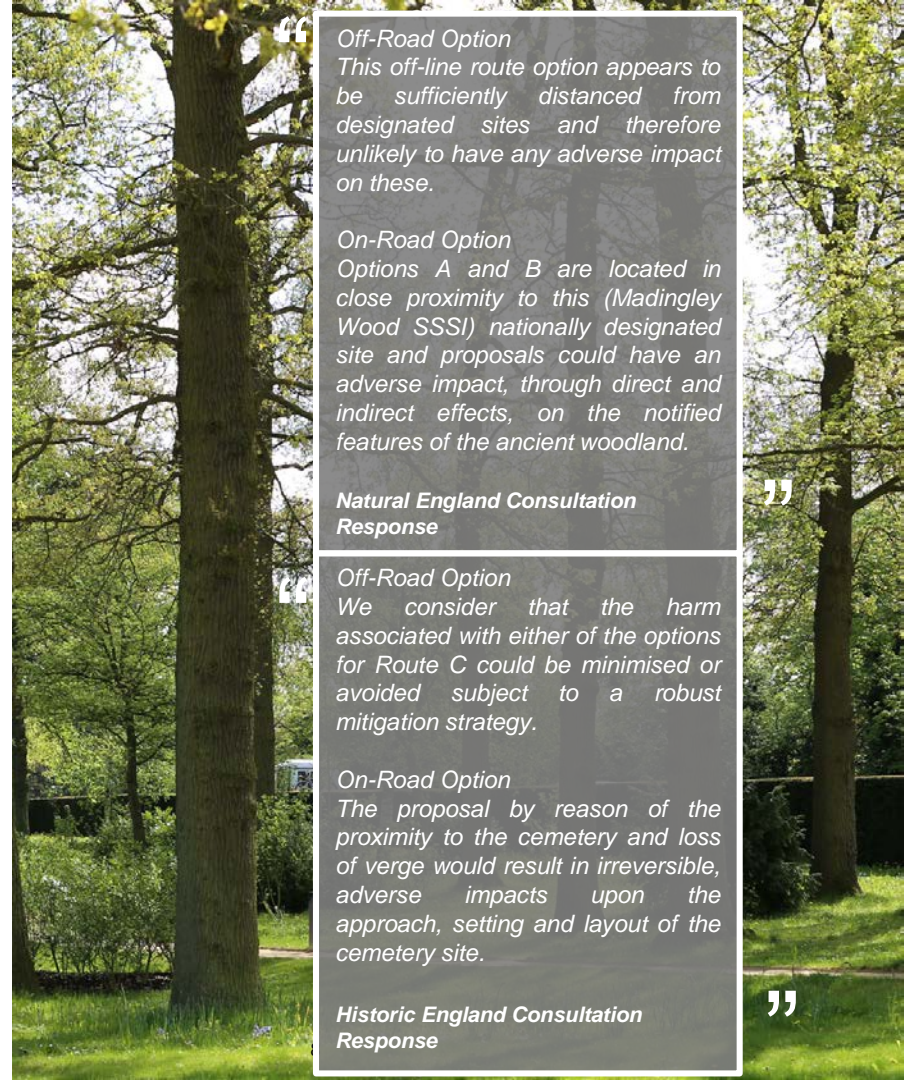 “
Off-Road Option
This off-line route option appears to
be sufficiently distanced from
designated sites and therefore
unlikely to have any adverse impact
on these.
On-Road Option
Options A and B are located in
close proximity to this (Madingley
Wood SSSI) nationally designated
site and proposals could have an
adverse impact, through direct and
indirect effects, on the notified
features of the ancient woodland.
”
Natural England Consultation
Response
“
Off-Road Option
We consider that the harm
associated with either of the options
for Route C could be minimised or
avoided subject to a robust
mitigation strategy.
On-Road Option
The proposal by reason of the
proximity to the cemetery and loss
of verge would result in irreversible,
adverse impacts upon the
approach, setting and layout of the
cemetery site.
”
Historic England Consultation
Response